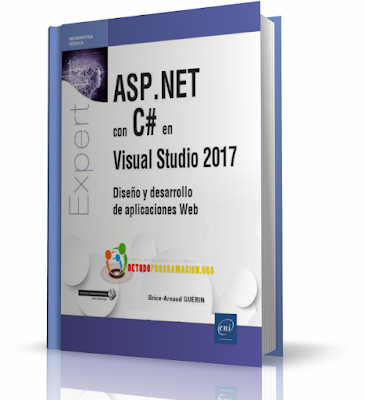 INFORMÁTICA
TÉCNICA
Expert
ASP.NET
con C# en
Visual Studio 2017
Diseño y desarrollo
de aplicaciones Web
DETODOPROGRAMACION.ORG
Brice-Arnaud GUÉRIN
eni